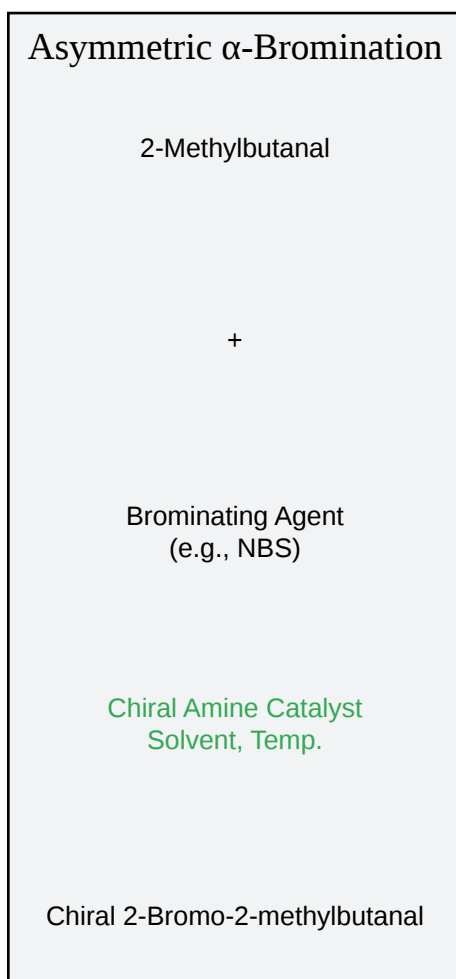 Asymmetric α-Bromination
2-Methylbutanal
+
Brominating Agent
(e.g., NBS)
Chiral Amine Catalyst
Solvent, Temp.
Chiral 2-Bromo-2-methylbutanal